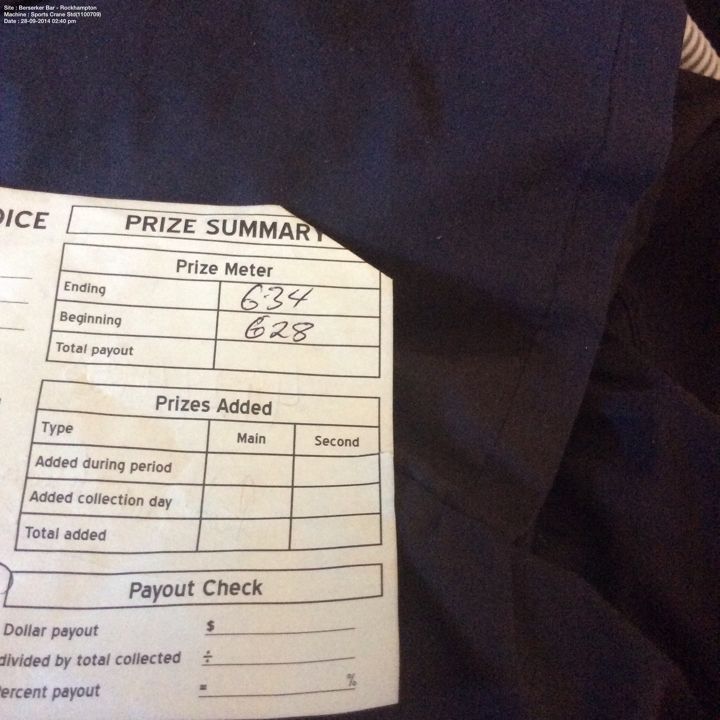 Site : Berserker Bar - Rockhampton
Machine : Sports Crane Std(1100709)
Date : 28-09-2014 02:40 pm
OICE
PRIZE SUMMARY
Prize Meter
Ending 634
Beginning 628
Total payout
Prizes Added
Type Main Second
Added during period
Added collection day
Total added
Payout Check
Dollar payout $
divided by total collected ÷
ercent payout = %